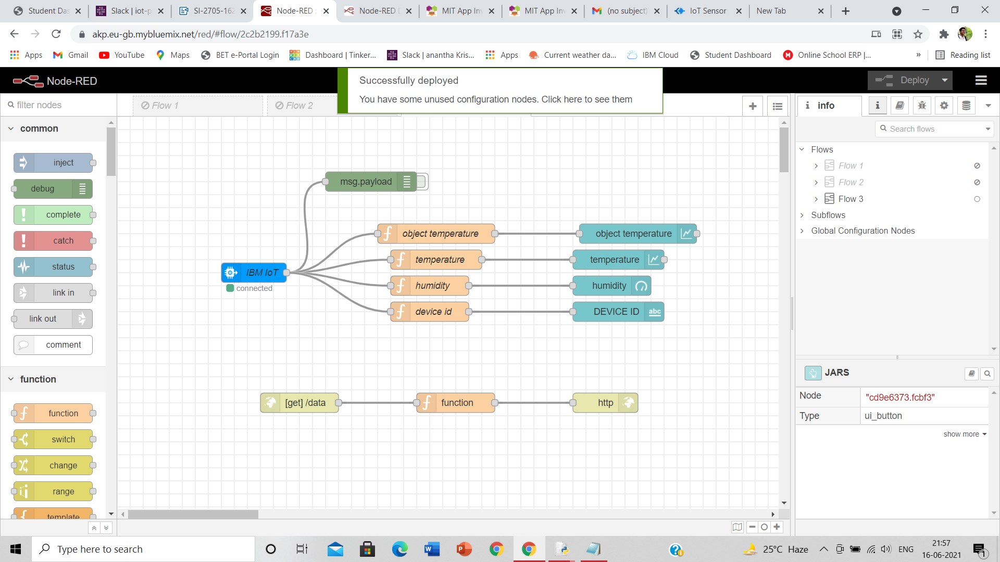 Student Da
Slack | iot-p
SI-2705-162
Node-RED :
Node-RED
MIT App Inv
MIT App Inv
(no subject)
IoT Sensor
New Tab
akp.eu-gb.mybluemix.net/red/#flow/2c2b2199.f17a3e
Apps
Gmail
YouTube
Maps
BET e-Portal Login
Dashboard | Tinker...
Slack | anantha Kris...
Apps
Current weather da...
IBM Cloud
Student Dashboard
Online School ERP |...
»
Reading list
Node-RED
Successfully deployed
You have some unused configuration nodes. Click here to see them
Deploy
filter nodes
Flow 1
Flow 2
info
common
Search flows
inject
debug
complete
catch
status
link in
link out
comment
function
function
switch
change
range
template
msg.payload
object temperature
object temperature
temperature
temperature
IBM IoT
connected
humidity
humidity
device id
DEVICE ID
abc
[get] /data
function
http
Flows
Flow 1
Flow 2
Flow 3
Subflows
Global Configuration Nodes
JARS
Node
"cd9e6373.fcbf3"
Type
ui_button
show more
Type here to search
25°C Haze
ENG
21:57
16-06-2021
1